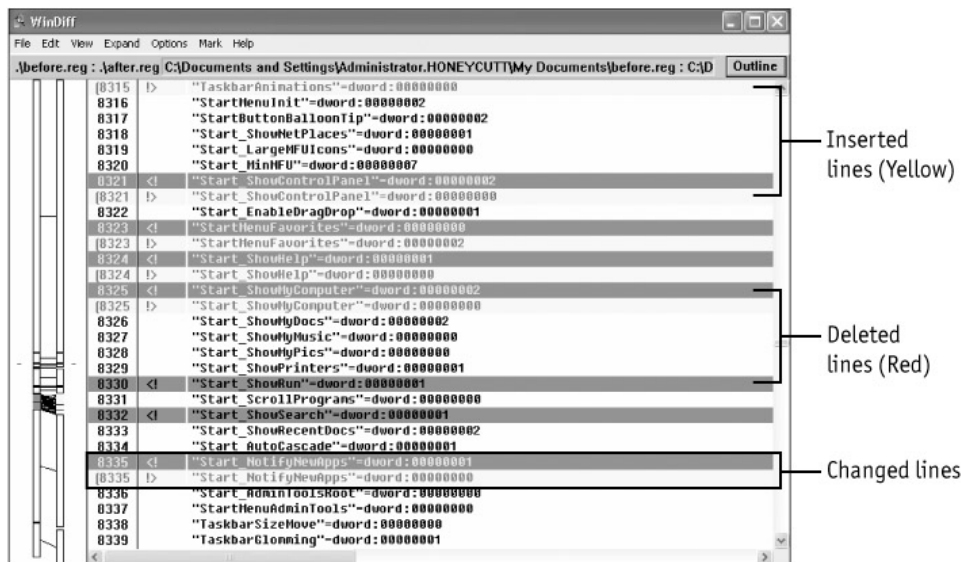 WinDiff
File Edit View Expand Options Mark Help
.\before.reg : .\after.reg C:\Documents and Settings\Administrator.HONEYCUTT\My Documents\before.reg : C:\D Outline
(8315 !> "TaskbarAnimations"=dword:00000000
8316 "StartMenuInit"=dword:00000002
8317 "StartButtonBalloonTip"=dword:00000002
8318 "Start_ShowNetPlaces"=dword:00000001
8319 "Start_LargeMFUIcons"=dword:00000000
8320 "Start_MinMFU"=dword:00000007
8321 <! "Start_ShowControlPanel"=dword:00000002
(8321 !> "Start_ShowControlPanel"=dword:00000000
8322 "Start_EnableDragDrop"=dword:00000001
8323 <! "StartMenuFavorites"=dword:00000000
(8323 !> "StartMenuFavorites"=dword:00000002
8324 <! "Start_ShowHelp"=dword:00000001
(8324 !> "Start_ShowHelp"=dword:00000000
8325 <! "Start_ShowMyComputer"=dword:00000002
(8325 !> "Start_ShowMyComputer"=dword:00000000
8326 "Start_ShowMyDocs"=dword:00000002
8327 "Start_ShowMyMusic"=dword:00000000
8328 "Start_ShowMyPics"=dword:00000000
8329 "Start_ShowPrinters"=dword:00000001
8330 <! "Start_ShowRun"=dword:00000001
8331 "Start_ScrollPrograms"=dword:00000000
8332 <! "Start_ShowSearch"=dword:00000001
8333 "Start_ShowRecentDocs"=dword:00000002
8334 "Start_AutoCascade"=dword:00000001
8335 <! "Start_NotifyNewApps"=dword:00000001
(8335 !> "Start_NotifyNewApps"=dword:00000000
8336 "Start_AdminToolsRoot"=dword:00000000
8337 "StartMenuAdminTools"=dword:00000000
8338 "TaskbarSizeMove"=dword:00000000
8339 "TaskbarGlomming"=dword:00000001
Inserted
lines (Yellow)
Deleted
lines (Red)
Changed lines